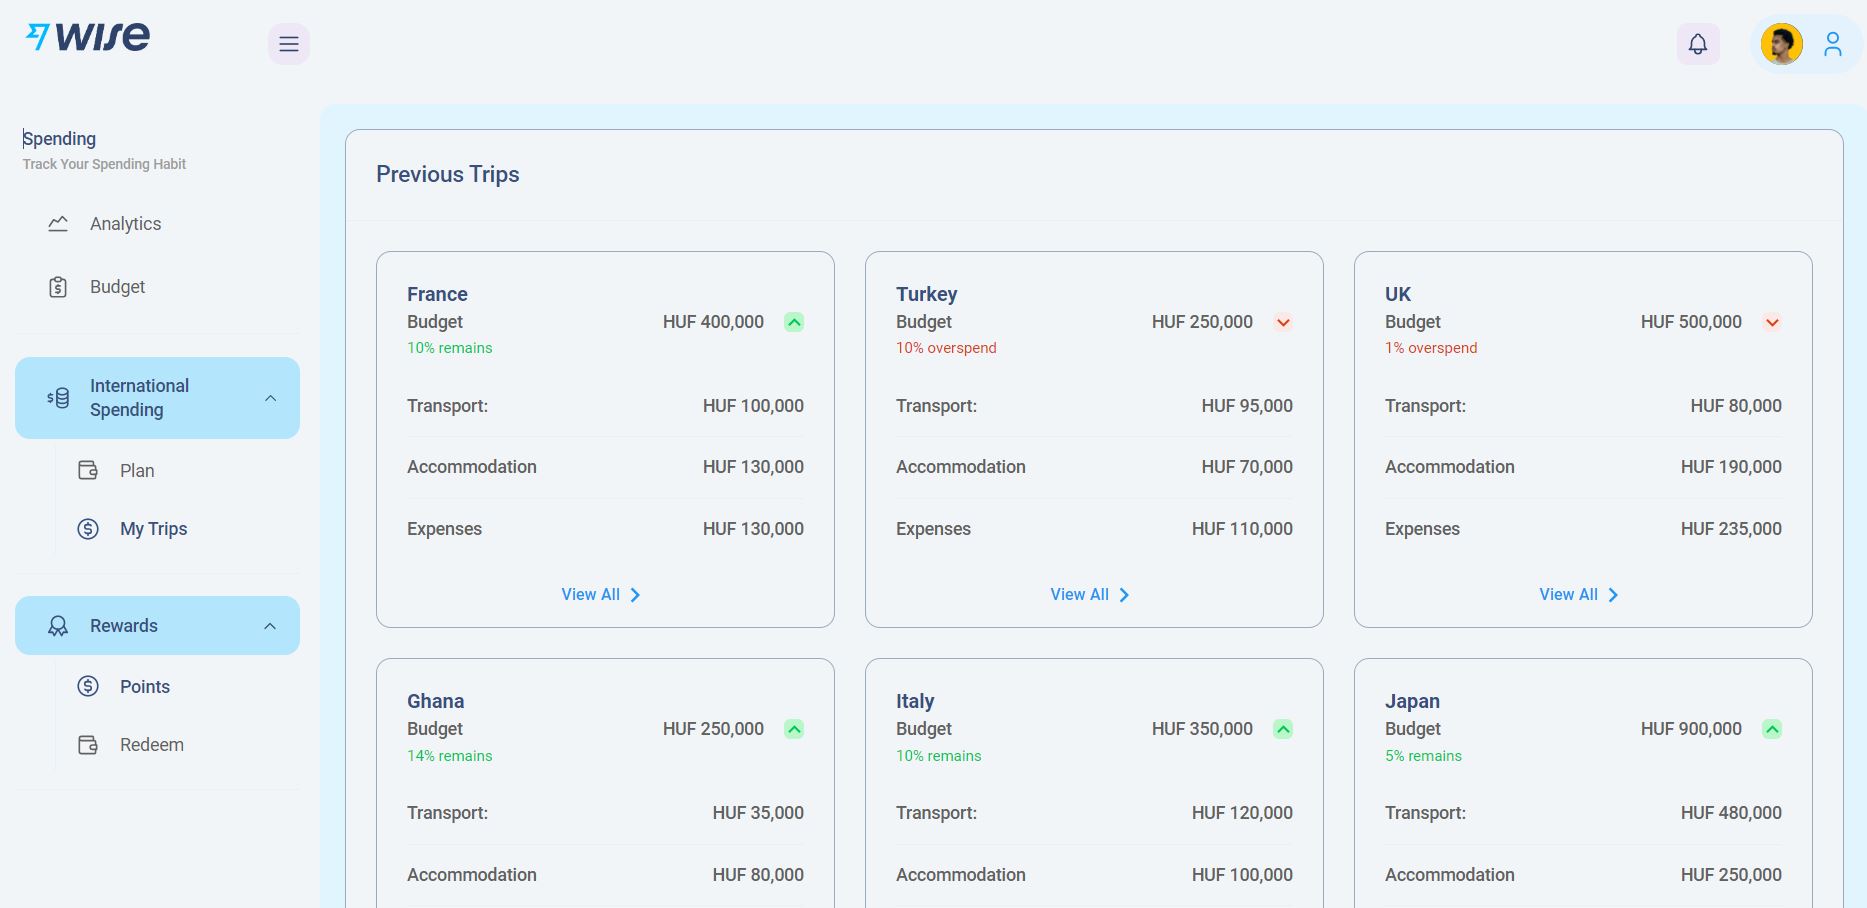 wise
Spending
Track Your Spending Habit
Analytics
Budget
International
Spending
Plan
My Trips
Rewards
Points
Redeem
Previous Trips
France
Budget HUF 400,000
10% remains
Transport: HUF 100,000
Accommodation HUF 130,000
Expenses HUF 130,000
View All
Turkey
Budget HUF 250,000
10% overspend
Transport: HUF 95,000
Accommodation HUF 70,000
Expenses HUF 110,000
View All
UK
Budget HUF 500,000
1% overspend
Transport: HUF 80,000
Accommodation HUF 190,000
Expenses HUF 235,000
View All
Ghana
Budget HUF 250,000
14% remains
Transport: HUF 35,000
Accommodation HUF 80,000
Italy
Budget HUF 350,000
10% remains
Transport: HUF 120,000
Accommodation HUF 100,000
Japan
Budget HUF 900,000
5% remains
Transport: HUF 480,000
Accommodation HUF 250,000